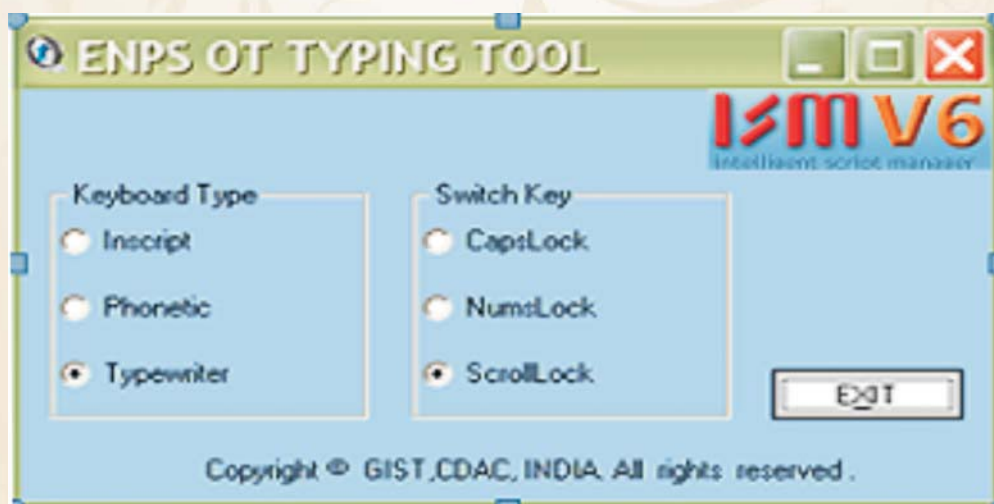 ENPS OT TYPING TOOL
ISM V6
intelligent script manager
Keyboard Type
Inscript
Phonetic
Typewriter
Switch Key
CapsLock
NumsLock
ScrollLock
EXIT
Copyright © GIST,CDAC, INDIA. All rights reserved .